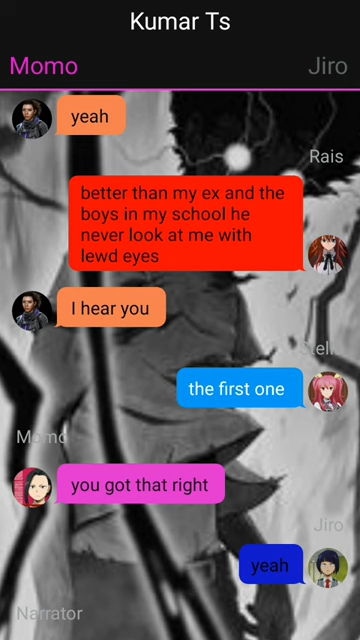 Kumar Ts
Momo
Jiro
yeah
Rais
better than my ex and the
boys in my school he
never look at me with
lewd eyes
I hear you
Stell
the first one
Momo
you got that right
Jiro
yeah
Narrator